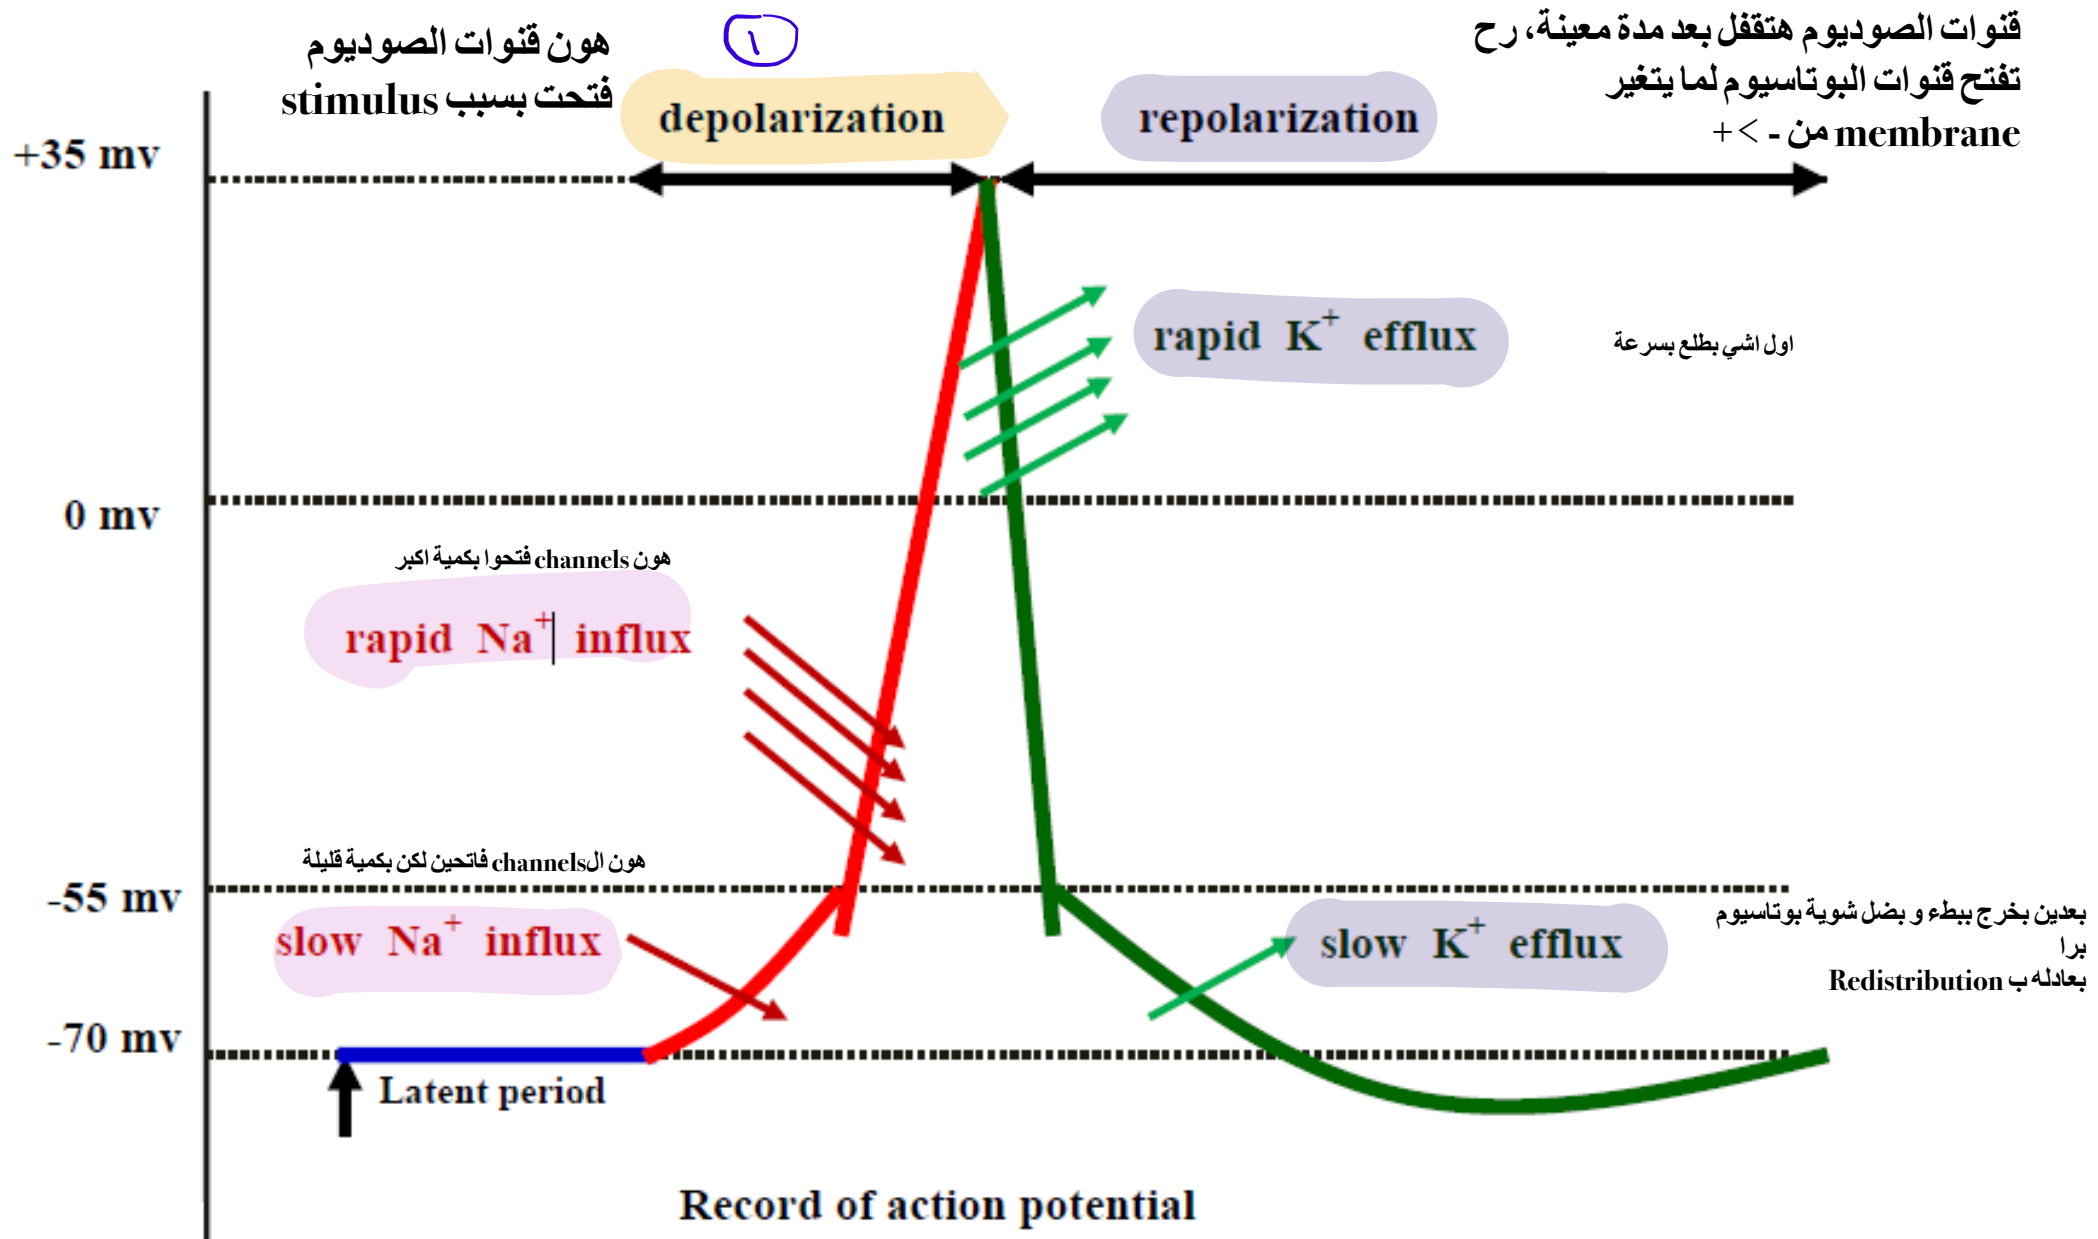 هون قنوات الصوديوم
فتحت بسبب stimulus
١
قنوات الصوديوم هتقفل بعد مدة معينة، رح
تفتح قنوات البوتاسيوم لما يتغير
membrane من - > +
depolarization
repolarization
+35 mv
rapid K+ efflux
اول اشي بطلع بسرعة
0 mv
هون channels فتحوا بكمية اكبر
rapid Na+ influx
هون الchannels فاتحين لكن بكمية قليلة
-55 mv
slow Na+ influx
slow K+ efflux
بعدين بخرج ببطء و بضل شوية بوتاسيوم
برا
بعادله ب Redistribution
-70 mv
Latent period
Record of action potential